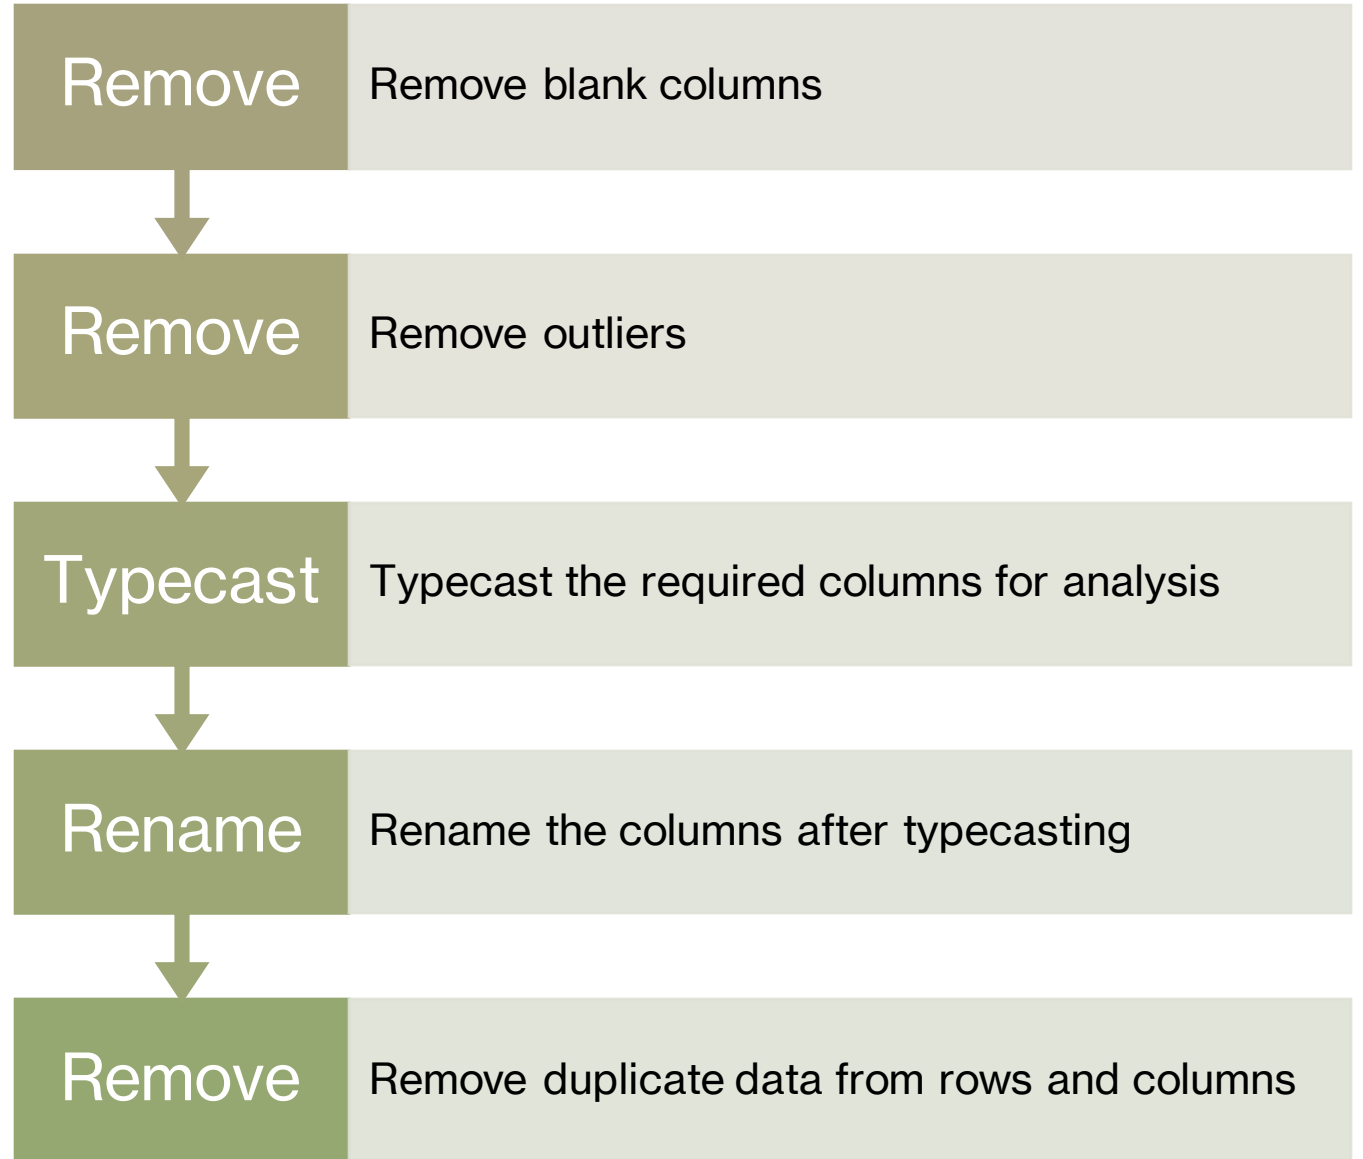 Remove
Remove blank columns
Remove
Remove outliers
Typecast
Typecast the required columns for analysis
Rename
Rename the columns after typecasting
Remove
Remove duplicate data from rows and columns